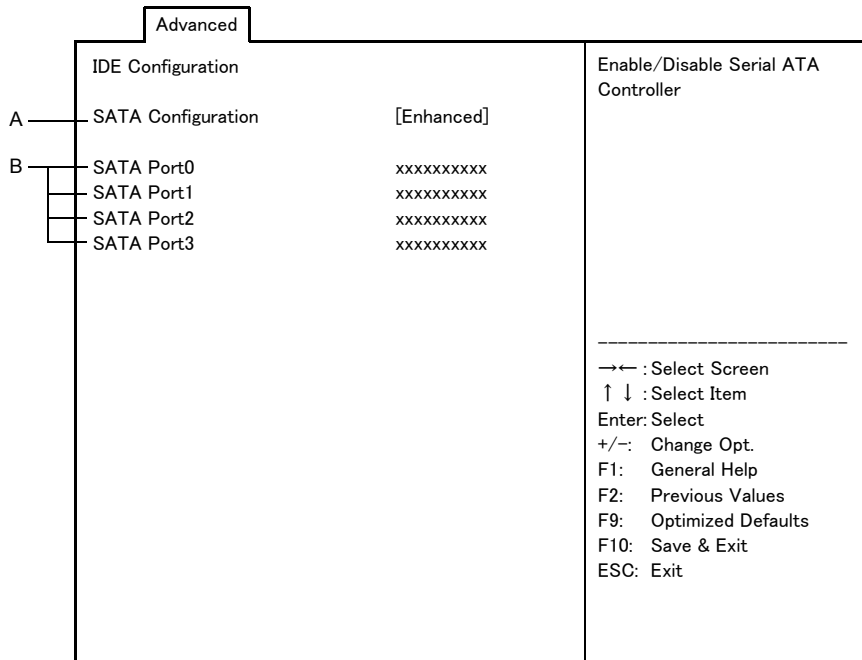 Advanced
IDE Configuration
A SATA Configuration [Enhanced]
B SATA Port0 xxxxxxxxxx
SATA Port1 xxxxxxxxxx
SATA Port2 xxxxxxxxxx
SATA Port3 xxxxxxxxxx
Enable/Disable Serial ATA
Controller
-------------------------
→← : Select Screen
↑ ↓ : Select Item
Enter: Select
+/-: Change Opt.
F1: General Help
F2: Previous Values
F9: Optimized Defaults
F10: Save & Exit
ESC: Exit